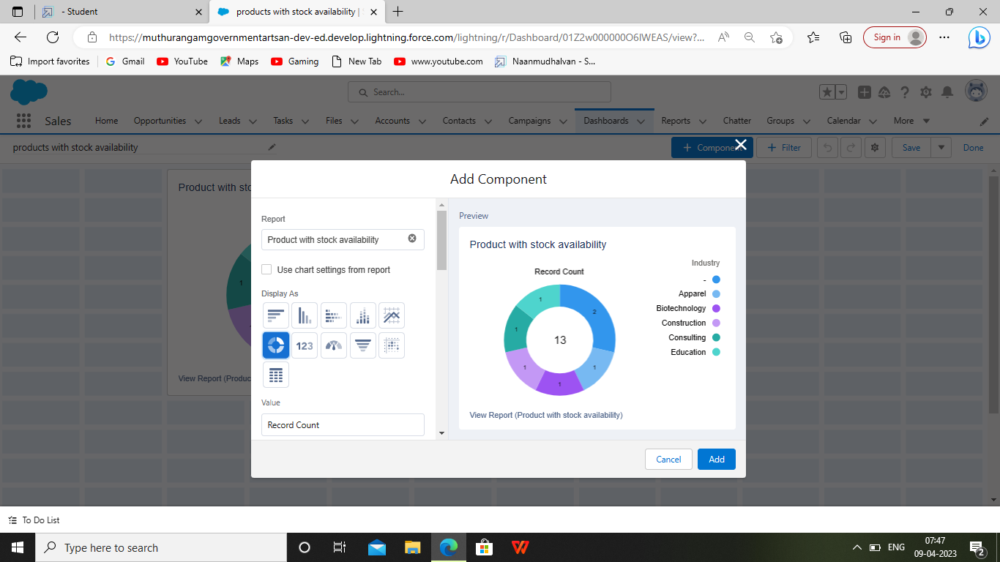 - Student
products with stock availability |
https://muthurangamgovernmentartsan-dev-ed.develop.lightning.force.com/lightning/r/Dashboard/01Z2w000000O6IWEAS/view?...
Sign in
Import favorites
Gmail
YouTube
Maps
Gaming
New Tab
www.youtube.com
Naanmudhalvan - S...
Search...
Sales
Home
Opportunities
Leads
Tasks
Files
Accounts
Contacts
Campaigns
Dashboards
Reports
Chatter
Groups
Calendar
More
products with stock availability
+ Component
+ Filter
Save
Done
Product with sto
1
View Report (Produc
Add Component
Report
Product with stock availability
Use chart settings from report
Display As
123
Value
Record Count
Preview
Product with stock availability
Record Count
Industry
-
Apparel
Biotechnology
Construction
Consulting
Education
2
1
1
1
1
1
13
View Report (Product with stock availability)
Cancel
Add
To Do List
Type here to search
ENG
07:47
09-04-2023
2